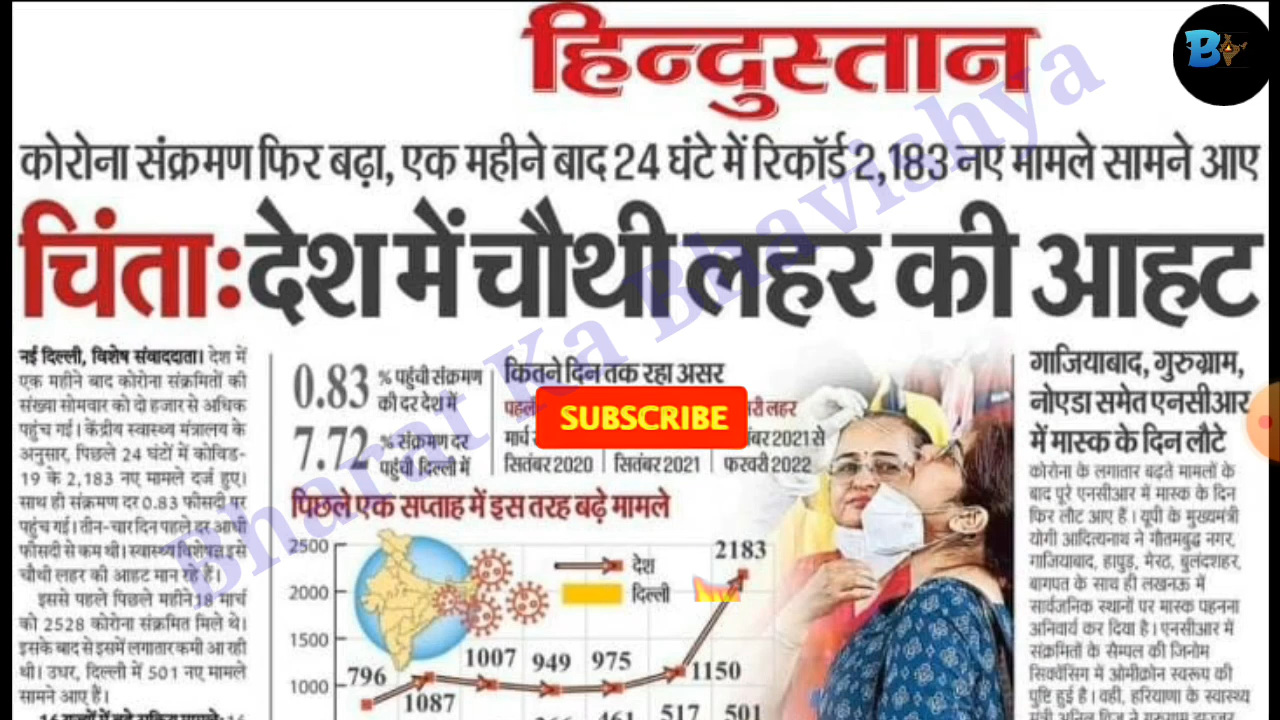 हिन्दुस्तान
कोरोना संक्रमण फिर बढ़ा, एक महीने बाद 24 घंटे में रिकॉर्ड 2,183 नए मामले सामने आए
चिंता: देश में चौथी लहर की आहट
नई दिल्ली, विशेष संवाददाता। देश में
एक महीने बाद कोरोना संक्रमितों की
संख्या सोमवार को दो हजार से अधिक
पहुंच गई। केंद्रीय स्वास्थ्य मंत्रालय के
अनुसार, पिछले 24 घंटों में कोविड-
19 के 2,183 नए मामले दर्ज हुए।
साथ ही संक्रमण दर 0.83 फीसदी पर
पहुंच गई। तीन-चार दिन पहले दर आधी
फीसदी से कम थी। स्वास्थ्य विशेषज्ञ इसे
चौथी लहर की आहट मान रहे हैं।
इससे पहले पिछले महीने 18 मार्च
को 2528 कोरोना संक्रमित मिले थे।
इसके बाद से इसमें लगातार कमी आ रही
थी। उधर, दिल्ली में 501 नए मामले
सामने आए हैं।
0.83 % पहुंची संक्रमण
की दर देश में
7.72 % संक्रमण दर
पहुंची दिल्ली में
कितने दिन तक रहा असर
लहर
मार्च
सितंबर 2020
सितंबर 2021
2021 से
फरवरी 2022
SUBSCRIBE
पिछले एक सप्ताह में इस तरह बढ़े मामले
2500
2000
1500
1000
देश
दिल्ली
796
1087
1007
949
975
1150
2183
461
517
501
गाजियाबाद, गुरुग्राम,
नोएडा समेत एनसीआर
में मास्क के दिन लौटे
कोरोना के लगातार बढ़ते मामलों के
बाद पूरे एनसीआर में मास्क के दिन
फिर लौट आए हैं। यूपी के मुख्यमंत्री
योगी आदित्यनाथ ने गौतमबुद्ध नगर,
गाजियाबाद, हापुड़, मेरठ, बुलंदशहर,
बागपत के साथ ही लखनऊ में
सार्वजनिक स्थानों पर मास्क पहनना
अनिवार्य कर दिया है। एनसीआर में
संक्रमितों के सैम्पल की जिनोम
सिक्वेंसिंग में ओमीक्रोन स्वरूप की
पुष्टि हुई है। वहीं, हरियाणा के स्वास्थ्य
Bharat Ka Bhavishya